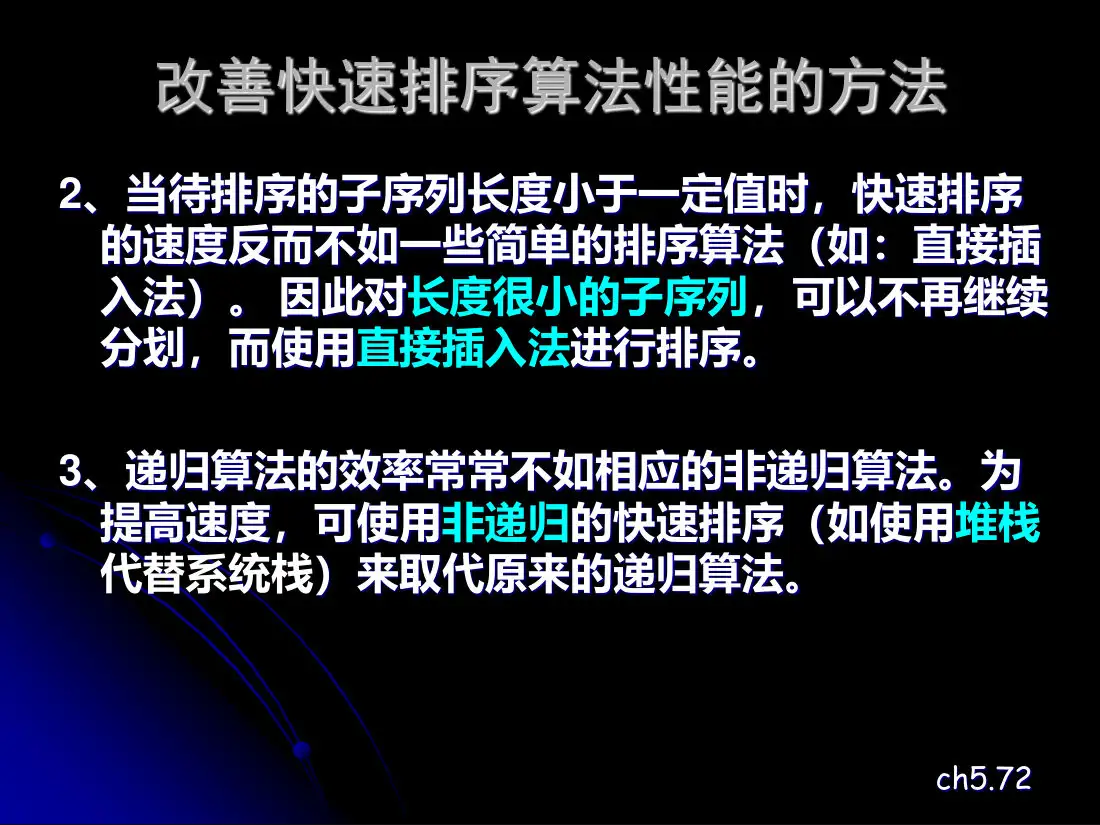 改善快速排序算法性能的方法
2、当待排序的子序列长度小于一定值时，快速排序
的速度反而不如一些简单的排序算法（如：直接插
入法）。 因此对长度很小的子序列，可以不再继续
分划，而使用直接插入法进行排序。
3、递归算法的效率常常不如相应的非递归算法。为
提高速度，可使用非递归的快速排序（如使用堆栈
代替系统栈）来取代原来的递归算法。
ch5.72